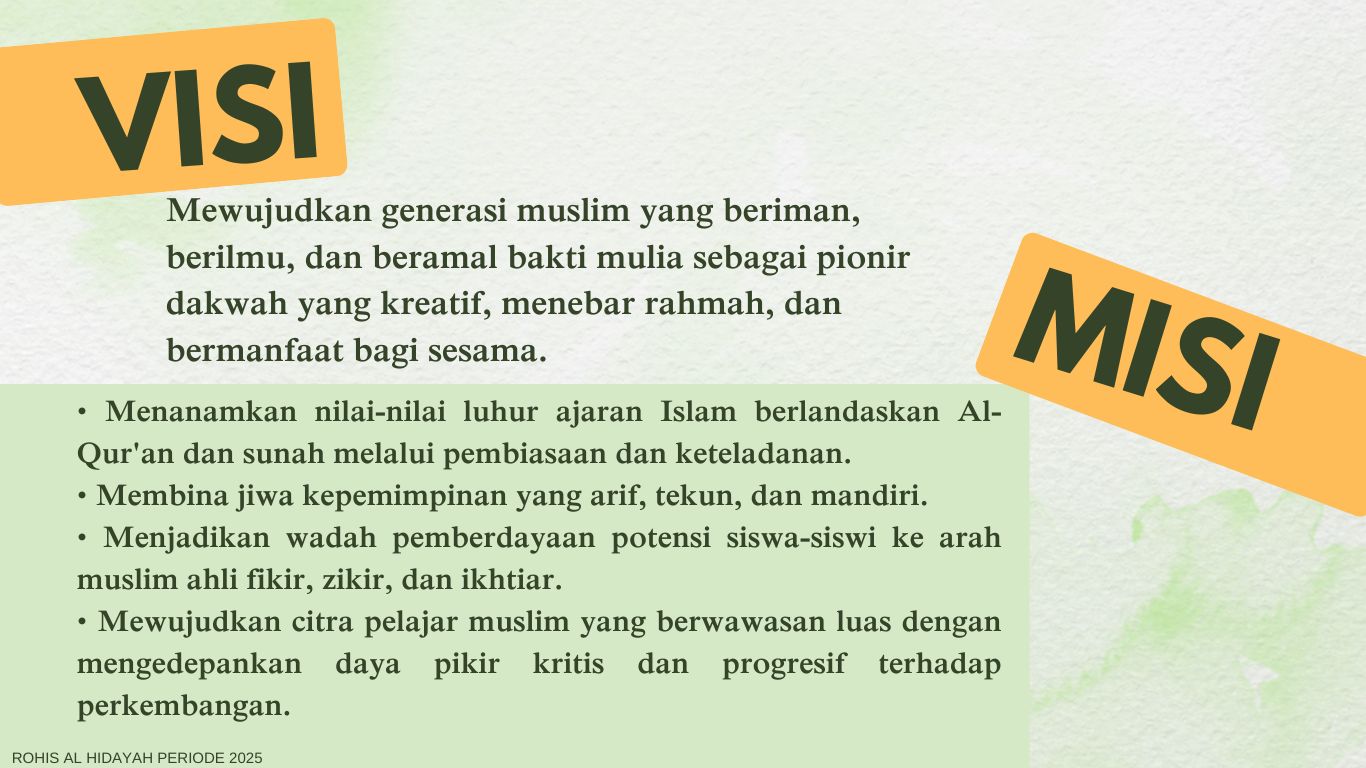 VISI
Mewujudkan generasi muslim yang beriman,
berilmu, dan beramal bakti mulia sebagai pionir
dakwah yang kreatif, menebar rahmah, dan
bermanfaat bagi sesama.
MISI
• Menanamkan nilai-nilai luhur ajaran Islam berlandaskan Al-
Qur'an dan sunah melalui pembiasaan dan keteladanan.
• Membina jiwa kepemimpinan yang arif, tekun, dan mandiri.
• Menjadikan wadah pemberdayaan potensi siswa-siswi ke arah
muslim ahli fikir, zikir, dan ikhtiar.
• Mewujudkan citra pelajar muslim yang berwawasan luas dengan
mengedepankan daya pikir kritis dan progresif terhadap
perkembangan.
ROHIS AL HIDAYAH PERIODE 2025